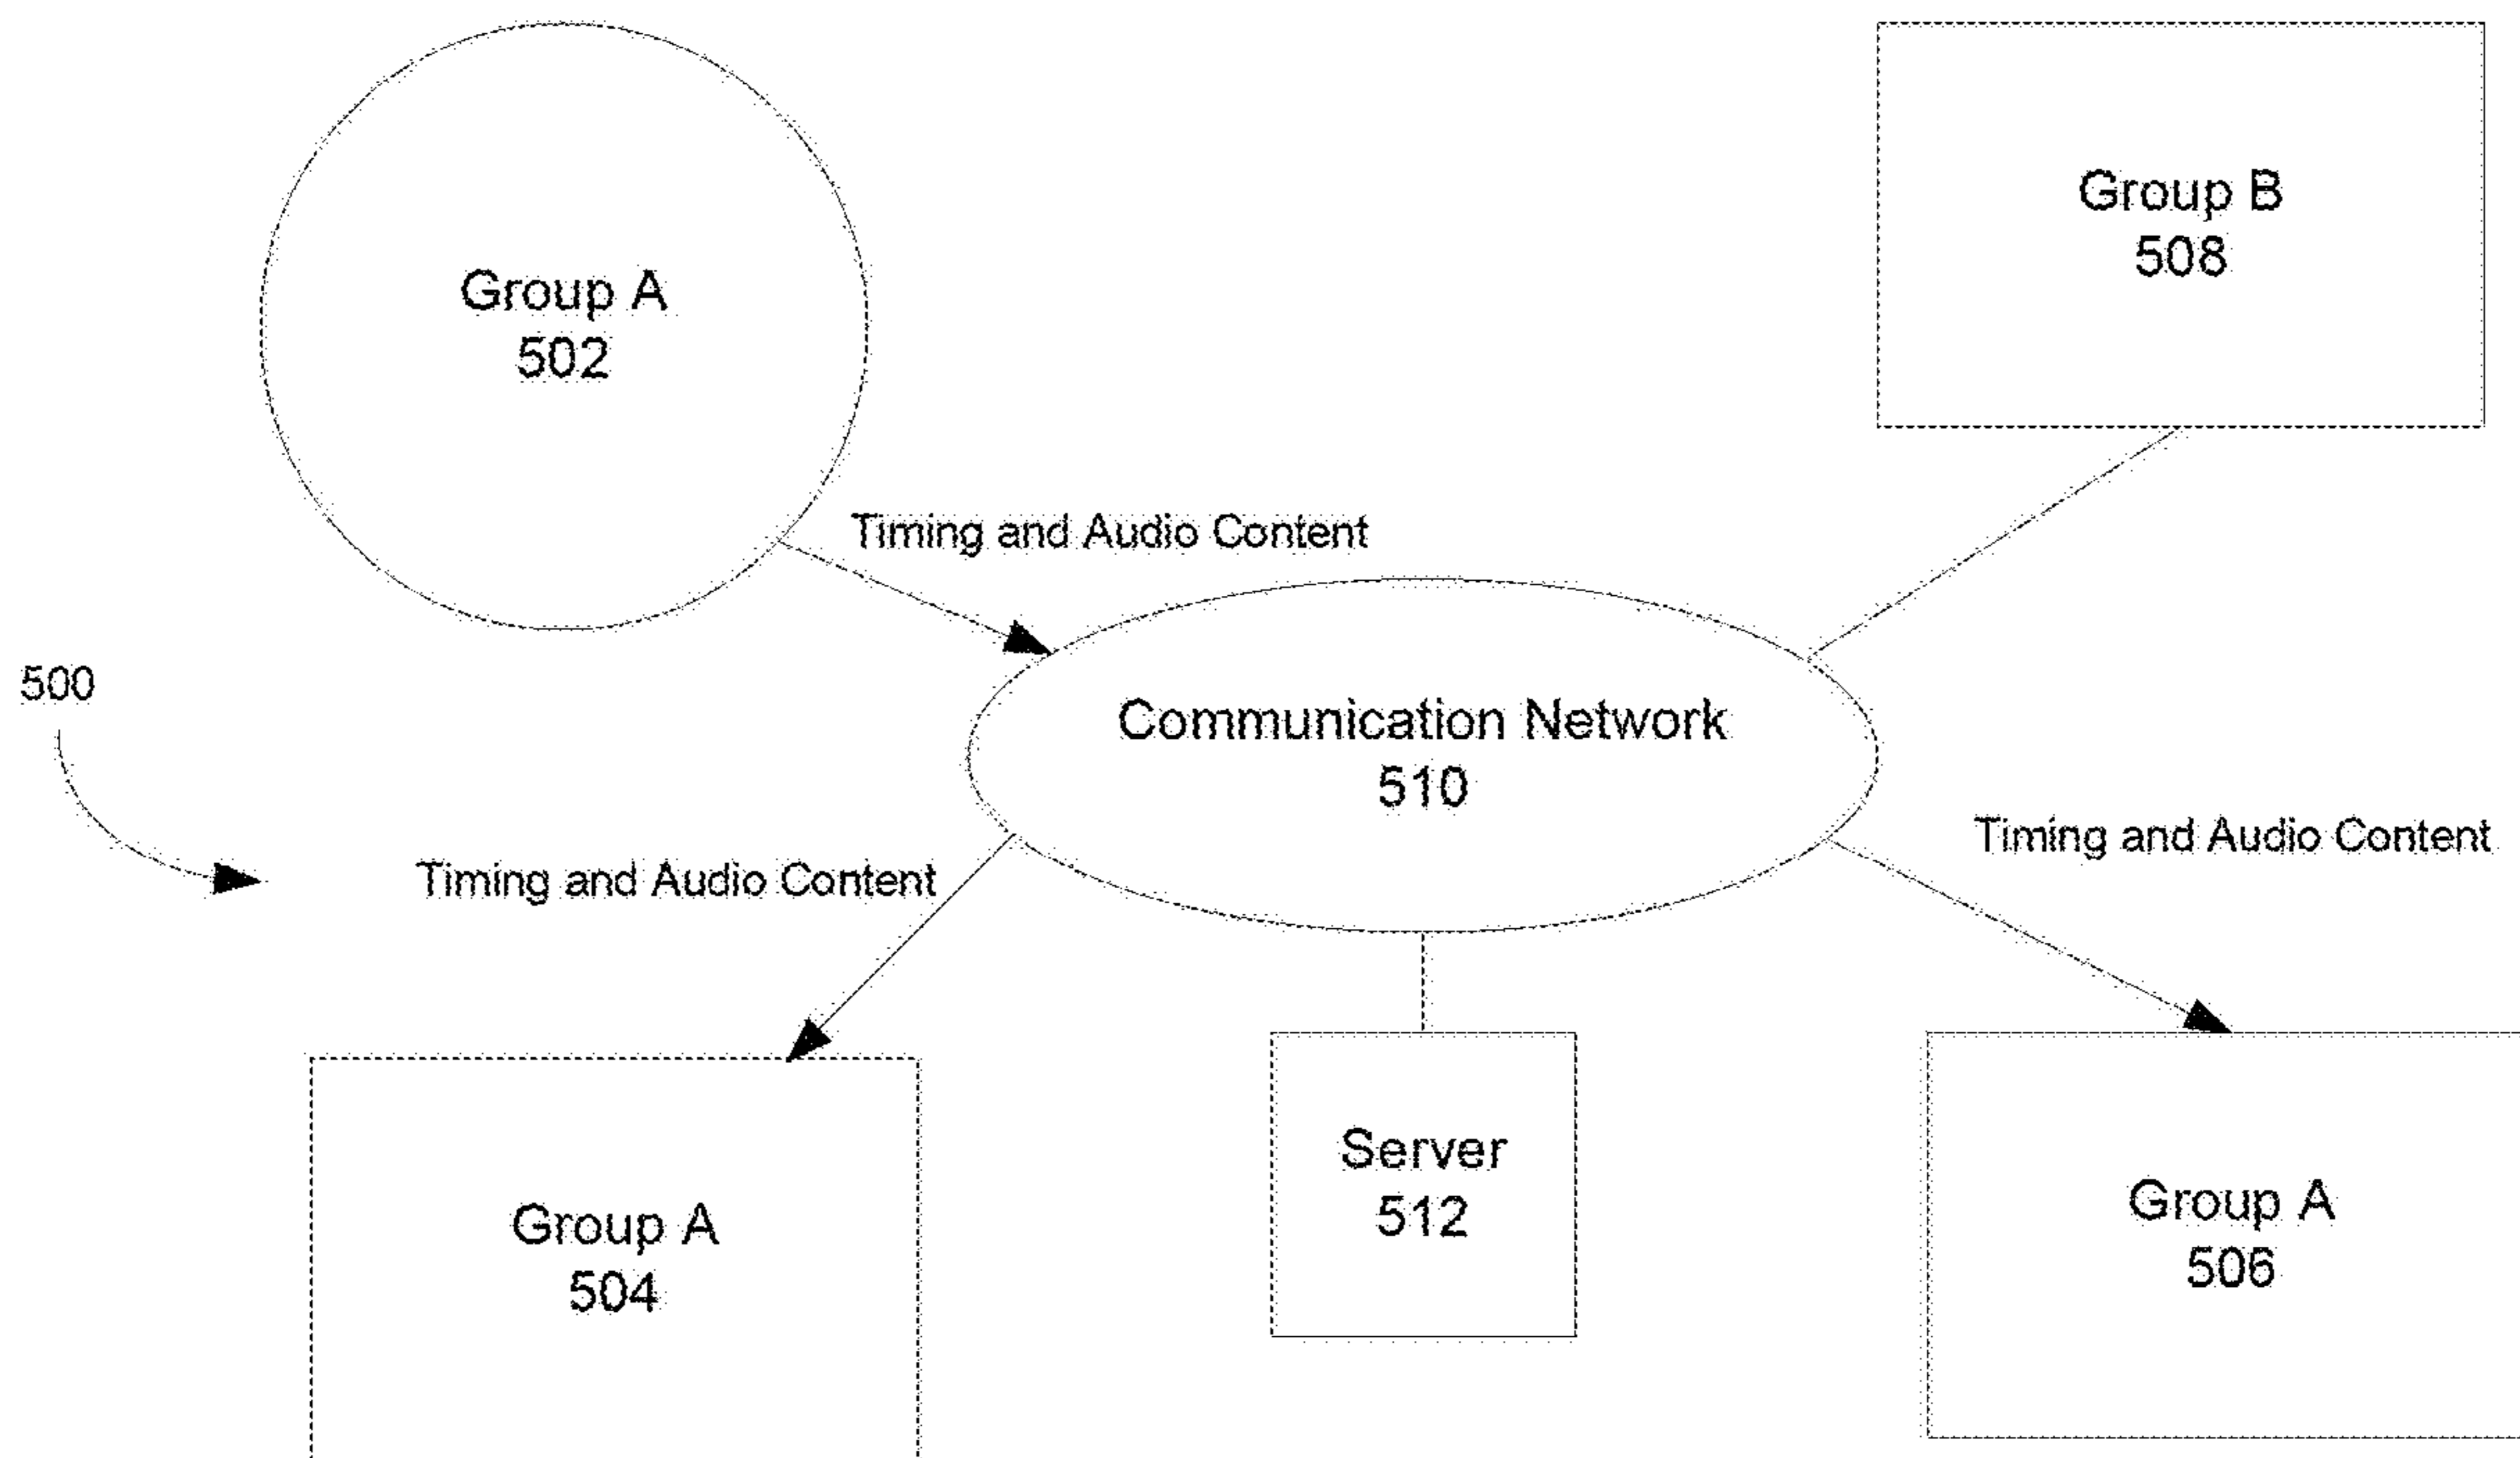 Group A
502
Group B
508
Timing and Audio Content
500
Communication Network
510
Timing and Audio Content
Timing and Audio Content
Server
512
Group A
504
Group A
506